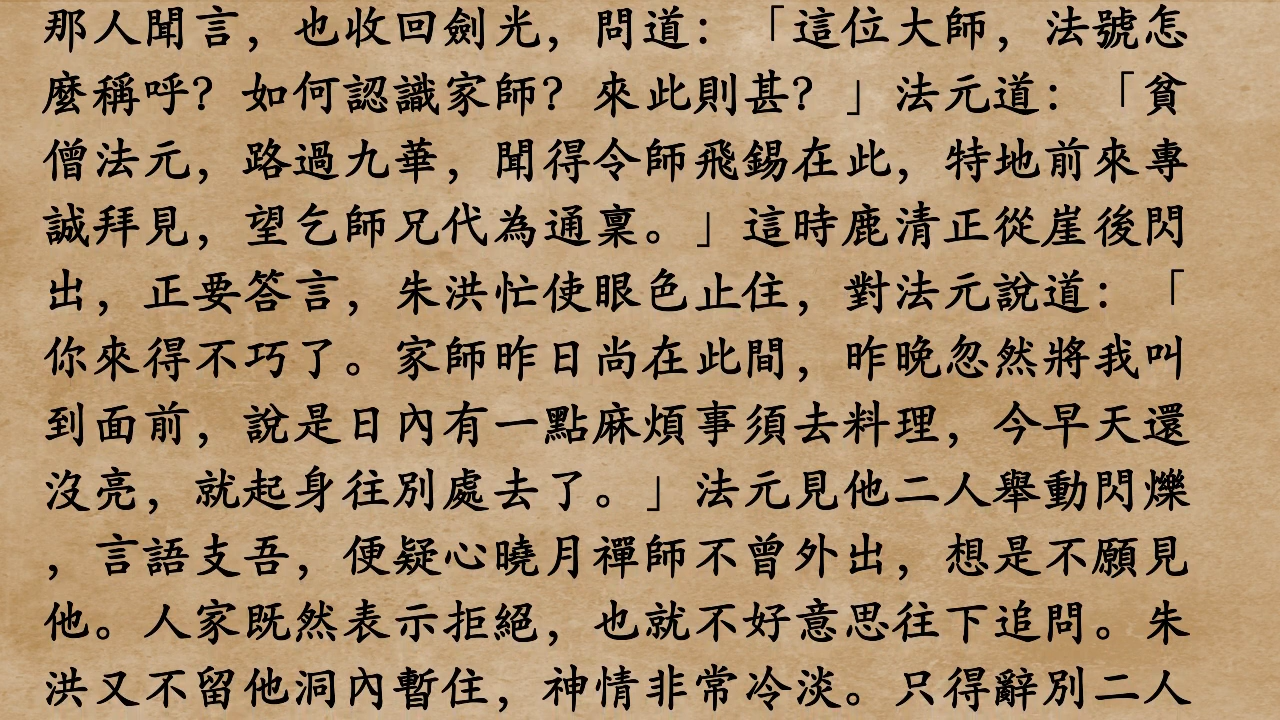 那人聞言，也收回劍光，問道：「這位大師，法號怎
麼稱呼？如何認識家師？來此則甚？」法元道：「貧
僧法元，路過九華，聞得令師飛錫在此，特地前來專
誠拜見，望乞師兄代為通稟。」這時鹿清正從崖後閃
出，正要答言，朱洪忙使眼色止住，對法元說道：「
你來得不巧了。家師昨日尚在此間，昨晚忽然將我叫
到面前，說是日內有一點麻煩事須去料理，今早天還
沒亮，就起身往別處去了。」法元見他二人舉動閃爍
，言語支吾，便疑心曉月禪師不曾外出，想是不願見
他。人家既然表示拒絕，也就不好意思往下追問。朱
洪又不留他洞內暫住，神情非常冷淡。只得辭別二人